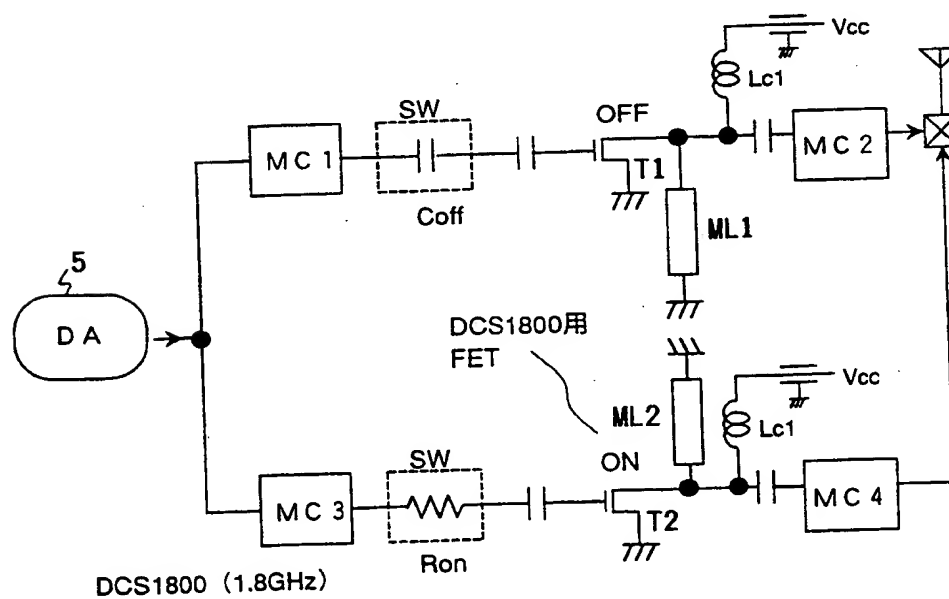 Vcc
Lc1
SW
OFF
MC1
MC2
T1
Coff
ML1
5
DA
DCS1800用
FET
Vcc
ML2
Lc1
SW
ON
MC3
MC4
T2
Ron
DCS1800 (1.8GHz)